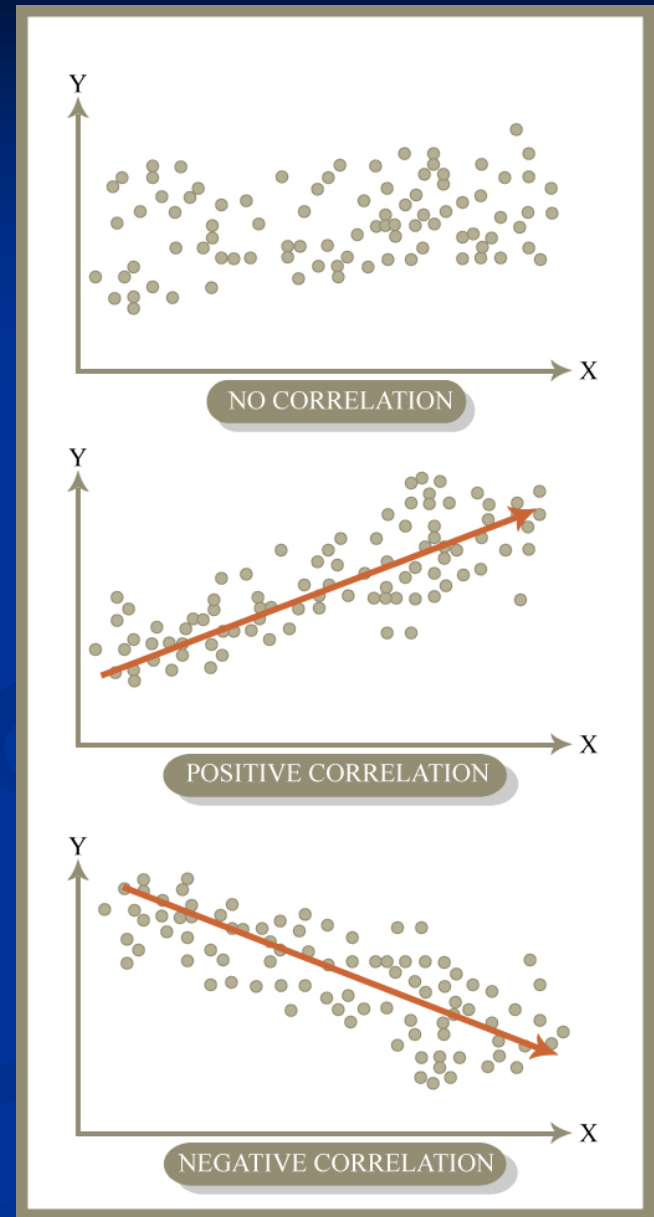 Y
X
NO CORRELATION
Y
X
POSITIVE CORRELATION
Y
X
NEGATIVE CORRELATION